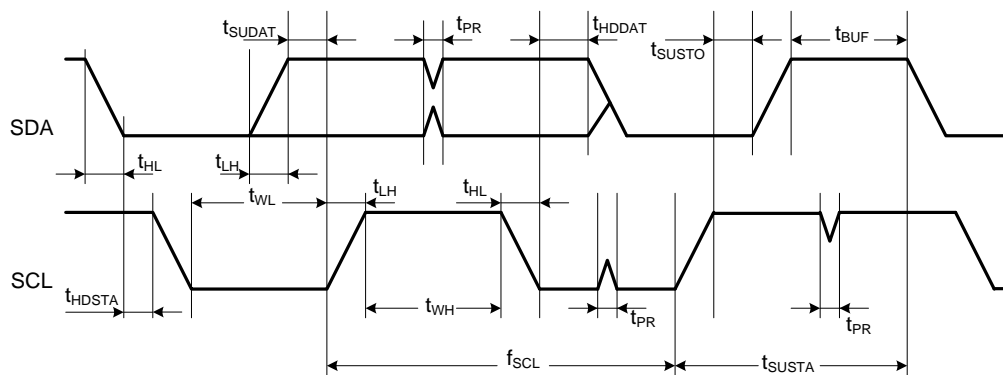 tSUDAT
tPR
tHDDAT
tSUSTO
tBUF
SDA
tHL
tLH
tWL
tLH
tHL
SCL
tHDSTA
tWH
tPR
tPR
fSCL
tSUSTA